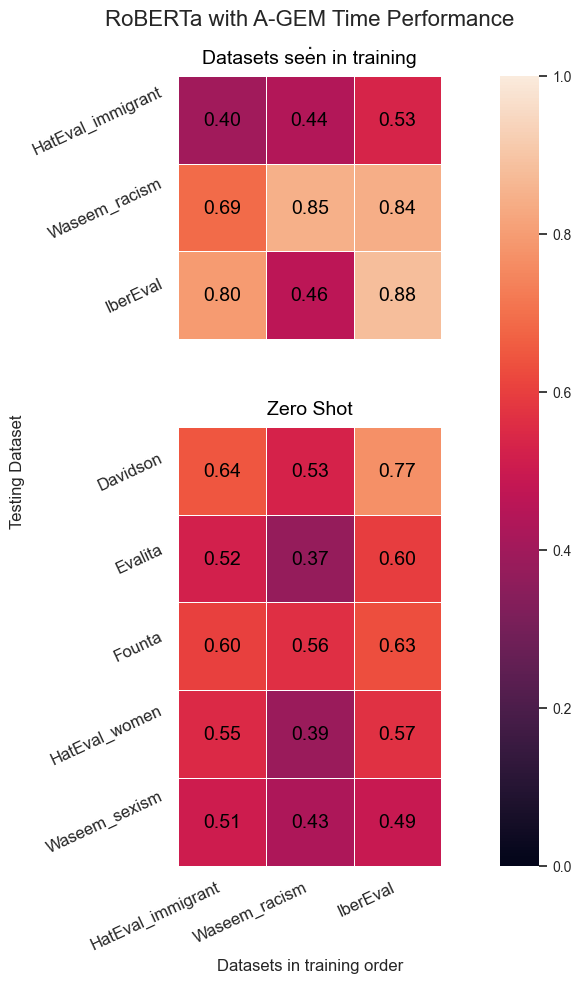 RoBERTa with A-GEM Time Performance
.
Datasets seen in training
HatEval_immigrant 0.40 0.44 0.53
Waseem_racism 0.69 0.85 0.84
IberEval 0.80 0.46 0.88
Zero Shot
Davidson 0.64 0.53 0.77
Evalita 0.52 0.37 0.60
Founta 0.60 0.56 0.63
HatEval_women 0.55 0.39 0.57
Waseem_sexism 0.51 0.43 0.49
HatEval_immigrant Waseem_racism IberEval
Datasets in training order
Testing Dataset
1.0
0.8
0.6
0.4
0.2
0.0